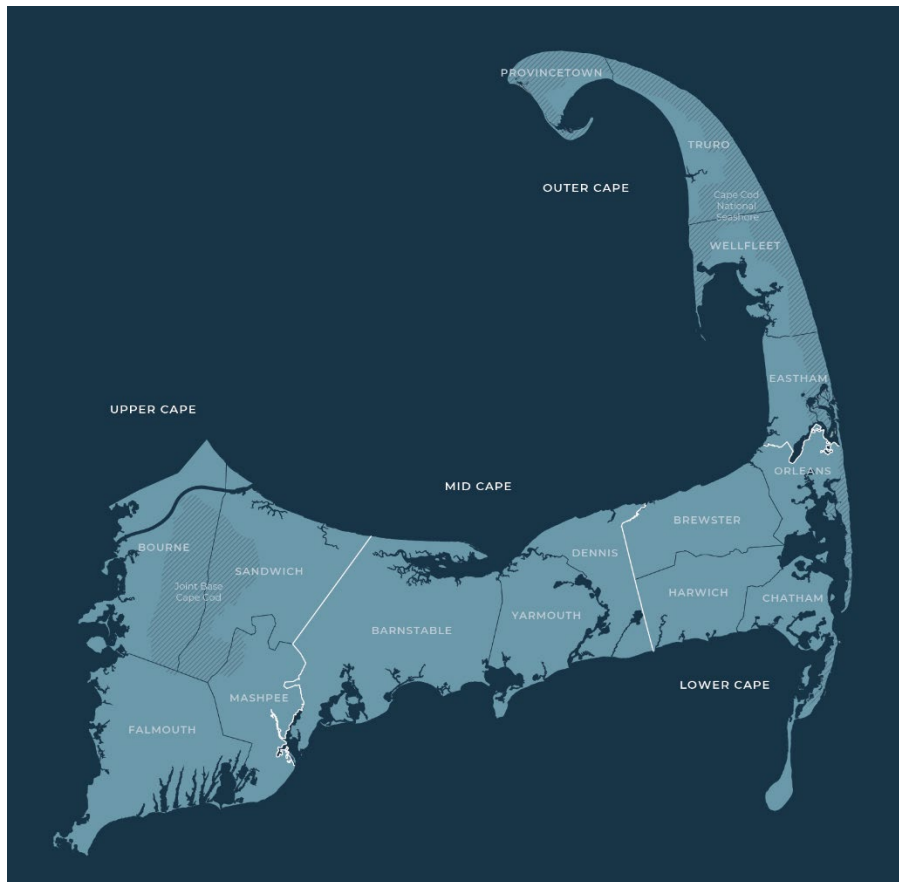 PROVINCETOWN
TRURO
OUTER CAPE
Cape Cod
National
Seashore
WELLFLEET
EASTHAM
UPPER CAPE
ORLEANS
MID CAPE
BREWSTER
BOURNE
DENNIS
SANDWICH
Joint Base
Cape Cod
HARWICH
CHATHAM
YARMOUTH
BARNSTABLE
LOWER CAPE
MASHPEE
FALMOUTH